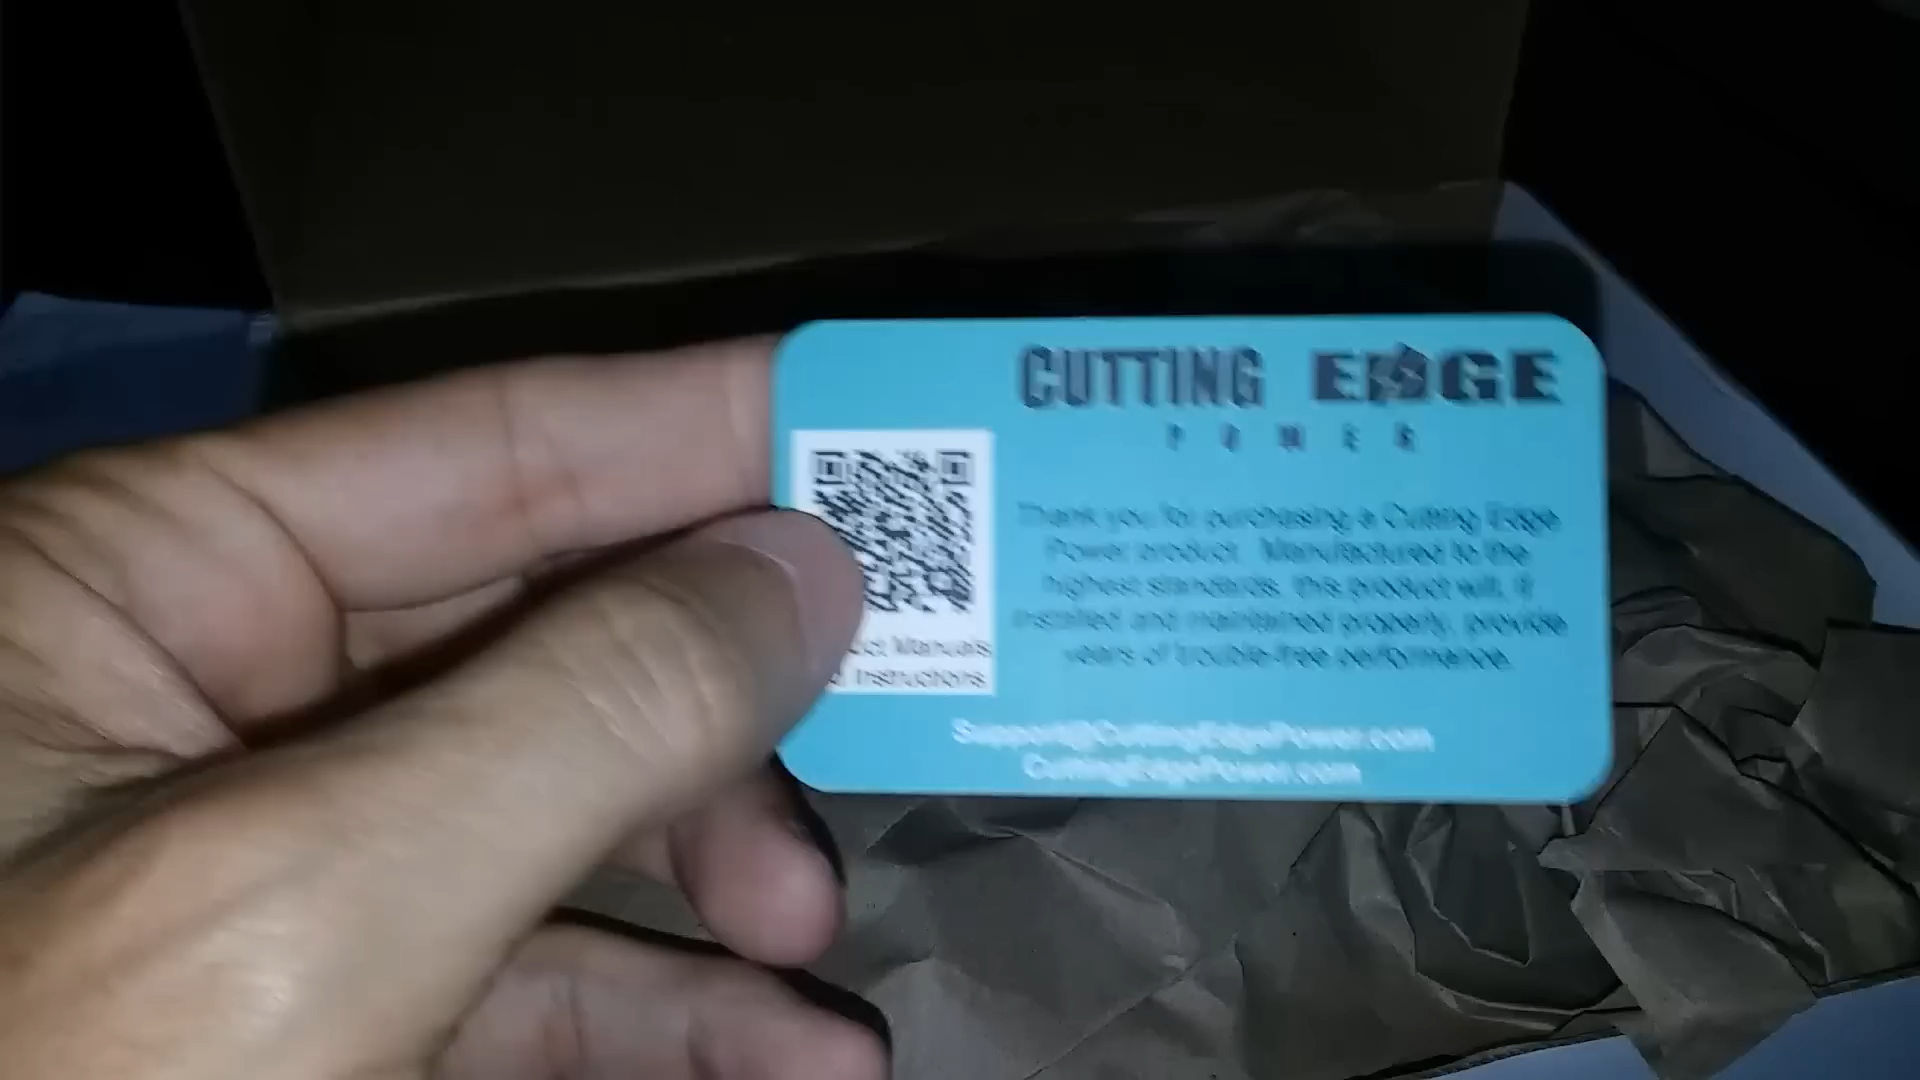 CUTTING EDGE
POWER
Thank you for purchasing a Cutting Edge
Power product. Manufactured to the
highest standards, this product will, if
installed and maintained properly, provide
years of trouble-free performance.
uct Manuals
d Instructions
Support@CuttingEdgePower.com
CuttingEdgePower.com